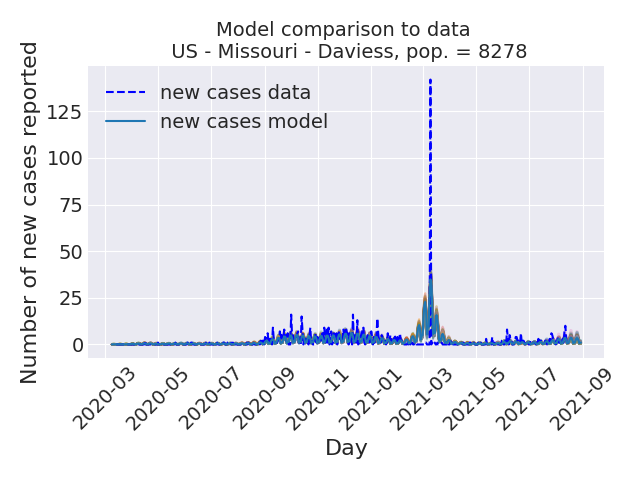 Model comparison to data
US - Missouri - Daviess, pop. = 8278
Number of new cases reported
125
100
75
50
25
0
new cases data
new cases model
2020-03
2020-05
2020-07
2020-09
2020-11
2021-01
2021-03
2021-05
2021-07
2021-09
Day